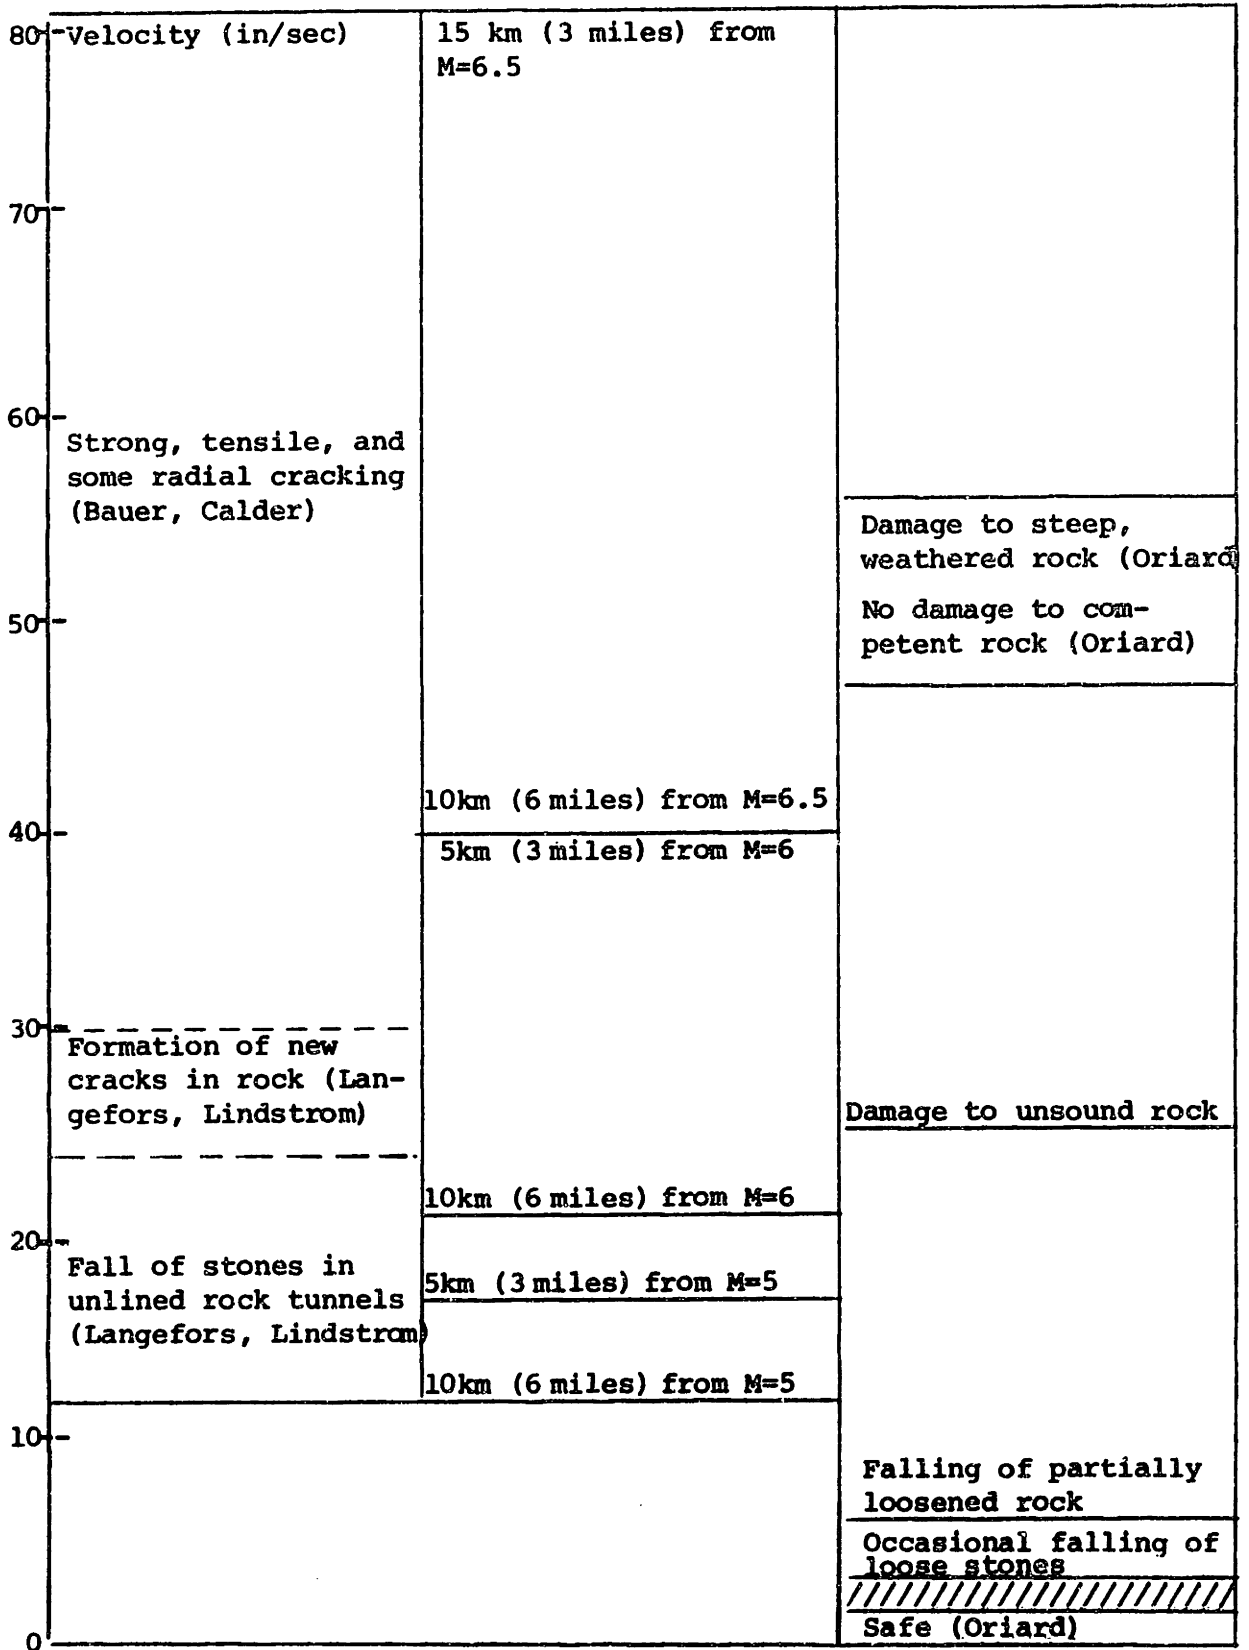 80
Velocity (in/sec)
70
60
Strong, tensile, and
some radial cracking
(Bauer, Calder)
50
40
30
Formation of new
cracks in rock (Lan-
gefors, Lindstrom)
20
Fall of stones in
unlined rock tunnels
(Langefors, Lindstrom)
10
0
15 km (3 miles) from
M=6.5
10km (6 miles) from M=6.5
5km (3 miles) from M=6
10km (6 miles) from M=6
5km (3 miles) from M=5
10km (6 miles) from M=5
Damage to steep,
weathered rock (Oriard
No damage to com-
petent rock (Oriard)
Damage to unsound rock
Falling of partially
loosened rock
Occasional falling of
loose stones
Safe (Oriard)